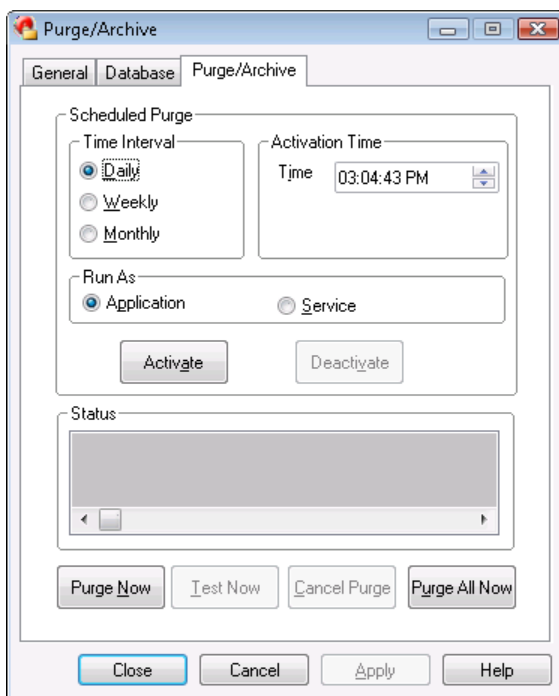 Purge/Archive
General Database Purge/Archive
Scheduled Purge
Time Interval
Daily
Weekly
Monthly
Activation Time
Time 03:04:43 PM
Run As
Application Service
Activate Deactivate
Status
Purge Now Test Now Cancel Purge Purge All Now
Close Cancel Apply Help